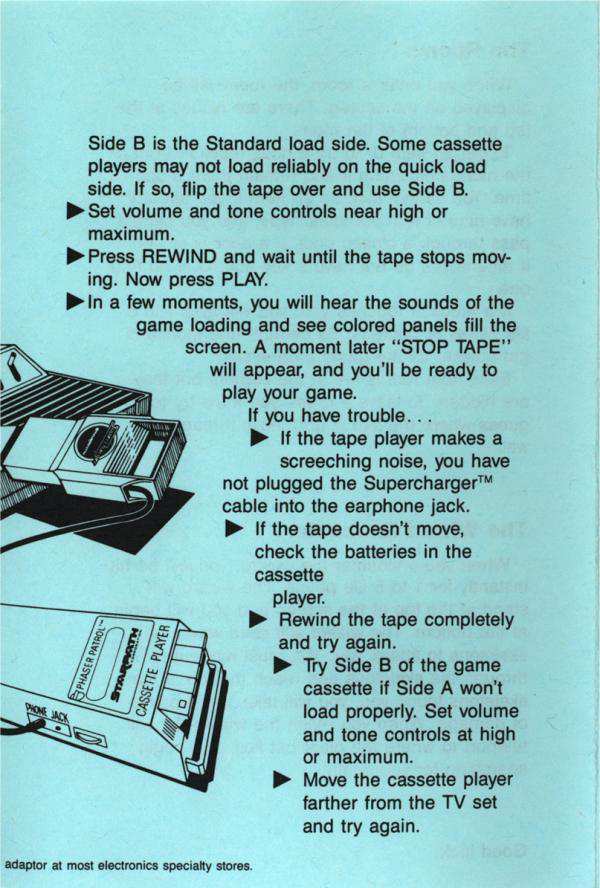 Side B is the Standard load side. Some cassette
players may not load reliably on the quick load
side. If so, flip the tape over and use Side B.
▶Set volume and tone controls near high or
maximum.
▶Press REWIND and wait until the tape stops mov-
ing. Now press PLAY.
▶In a few moments, you will hear the sounds of the
game loading and see colored panels fill the
screen. A moment later "STOP TAPE"
will appear, and you'll be ready to
play your game.
If you have trouble. . .
▶ If the tape player makes a
screeching noise, you have
not plugged the Supercharger™
cable into the earphone jack.
▶ If the tape doesn't move,
check the batteries in the
cassette
player.
▶ Rewind the tape completely
and try again.
▶ Try Side B of the game
cassette if Side A won't
load properly. Set volume
and tone controls at high
or maximum.
▶ Move the cassette player
farther from the TV set
and try again.
PHASER PATROL™
STARPATH
CASSETTE PLAYER
PHONE JACK
adaptor at most electronics specialty stores.